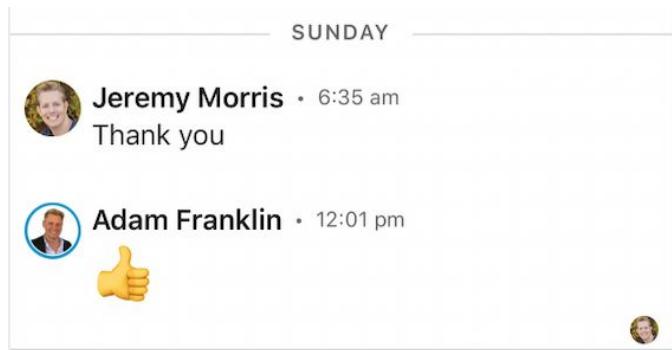 SUNDAY
Jeremy Morris • 6:35 am
Thank you
Adam Franklin • 12:01 pm
👍